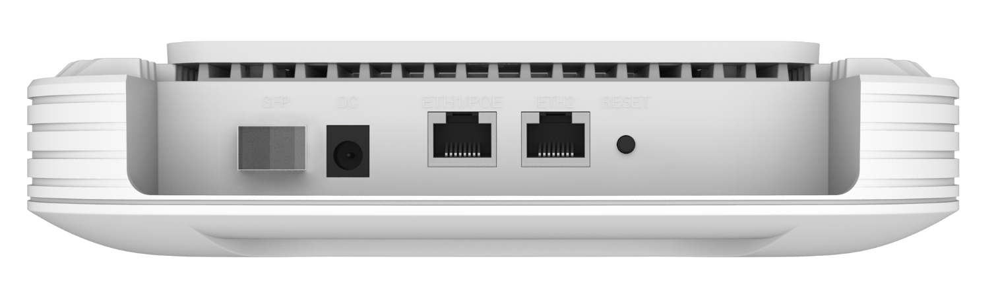 SFP
DC
ETH1/POE
ETH2
RESET